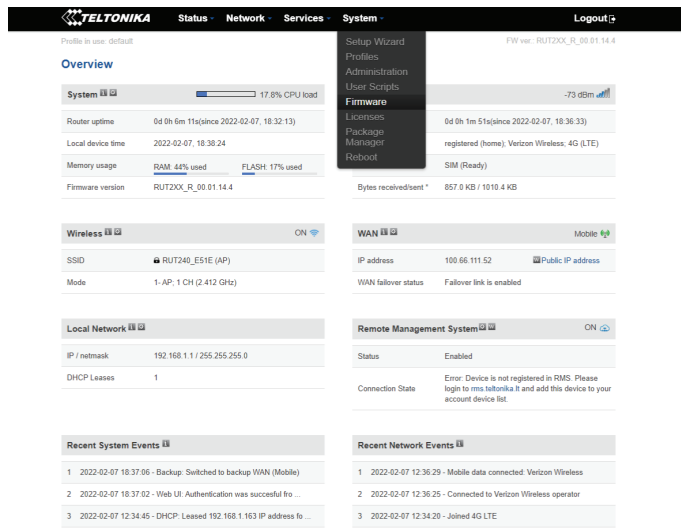 TELTONIKA Status Network Services System Logout
Profile in use: default
FW ver.: RUT2XX_R_00.01.14.4
Setup Wizard
Profiles
Administration
User Scripts
Firmware
Licenses
Package
Manager
Reboot
Overview
System 17.8% CPU load
Router uptime 0d 0h 6m 11s(since 2022-02-07, 18:32:13)
Local device time 2022-02-07, 18:38:24
Memory usage RAM: 44% used FLASH: 17% used
Firmware version RUT2XX_R_00.01.14.4
-73 dBm
0d 0h 1m 51s(since 2022-02-07, 18:36:33)
registered (home); Verizon Wireless; 4G (LTE)
SIM (Ready)
Bytes received/sent * 857.0 KB / 1010.4 KB
Wireless ON
SSID RUT240_E51E (AP)
Mode 1- AP; 1 CH (2.412 GHz)
WAN Mobile
IP address 100.66.111.52 Public IP address
WAN failover status Failover link is enabled
Local Network
IP / netmask 192.168.1.1 / 255.255.255.0
DHCP Leases 1
Remote Management System ON
Status Enabled
Connection State Error: Device is not registered in RMS. Please
login to rms.teltonika.lt and add this device to your
account device list.
Recent System Events
1 2022-02-07 18:37:06 - Backup: Switched to backup WAN (Mobile)
2 2022-02-07 18:37:02 - Web UI: Authentication was succesful fro ...
3 2022-02-07 12:34:45 - DHCP: Leased 192.168.1.163 IP address fo ...
Recent Network Events
1 2022-02-07 12:36:29 - Mobile data connected: Verizon Wireless
2 2022-02-07 12:36:25 - Connected to Verizon Wireless operator
3 2022-02-07 12:34:20 - Joined 4G LTE